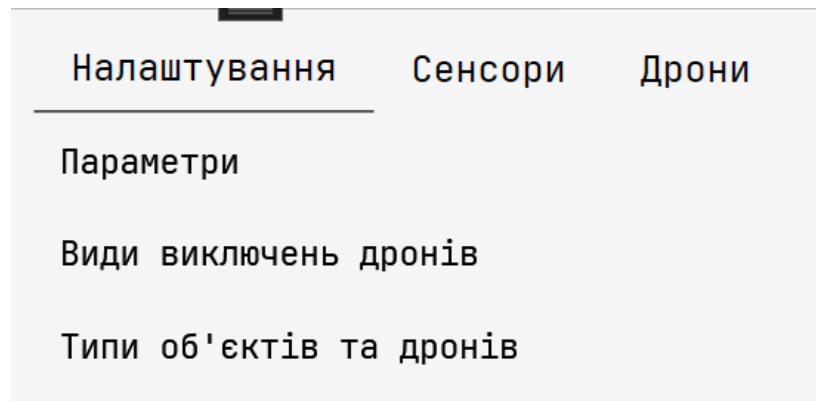 Налаштування Сенсори Дрони
Параметри
Види виключень дронів
Типи об'єктів та дронів